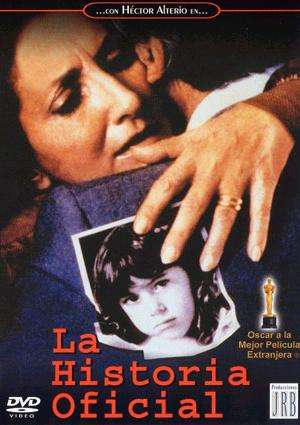 ...CON HÉCTOR ALTERIO EN...
Oscar a la
Mejor Película
Extranjera
La
Historia
Oficial
DVD
VIDEO
Producciones
JRB